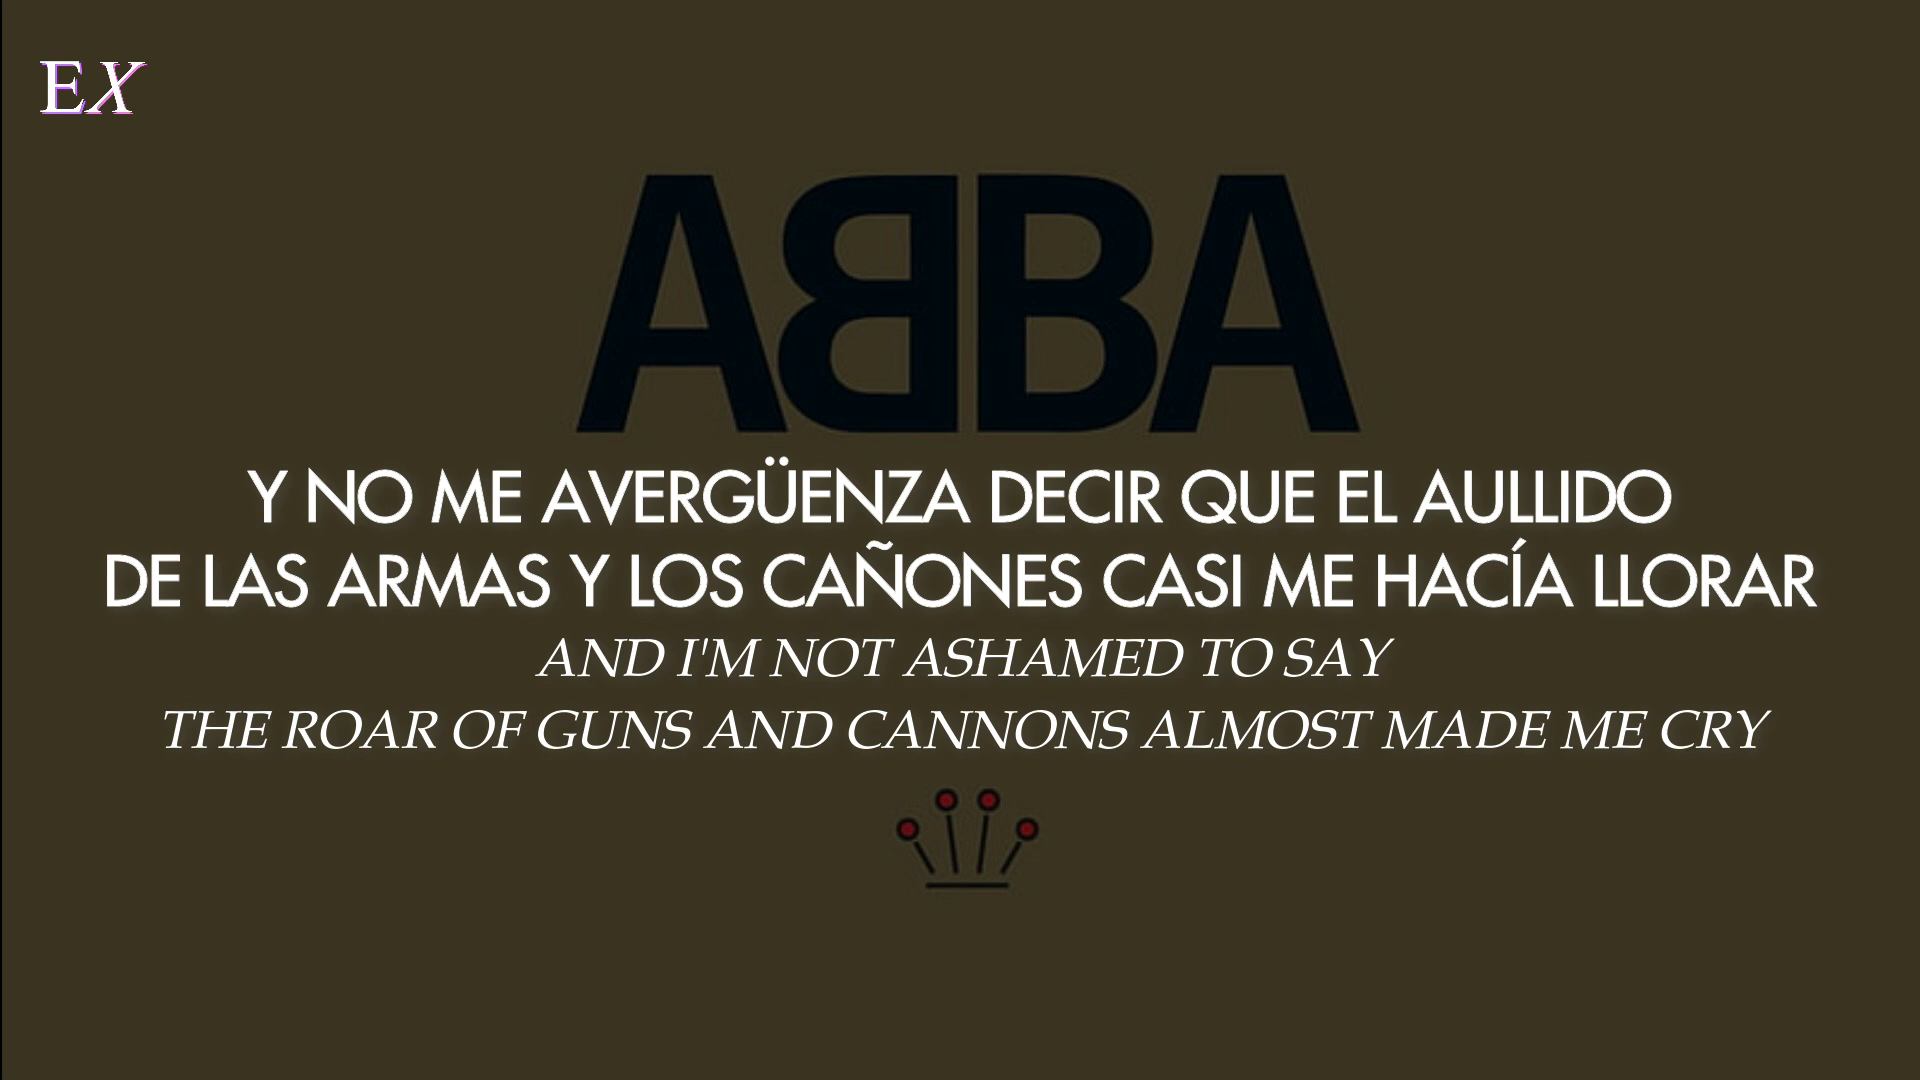 EX
ABBA
Y NO ME AVERGÜENZA DECIR QUE EL AULLIDO
DE LAS ARMAS Y LOS CAÑONES CASI ME HACÍA LLORAR
AND I'M NOT ASHAMED TO SAY
THE ROAR OF GUNS AND CANNONS ALMOST MADE ME CRY